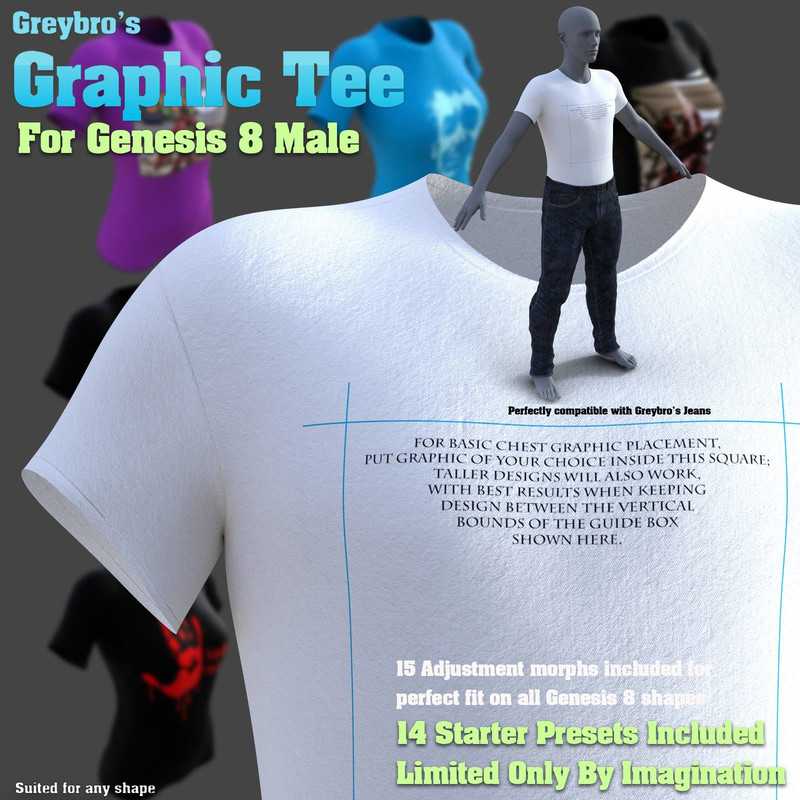 Greybro's
Graphic Tee
For Genesis 8 Male
Perfectly compatible with Greybro's Jeans
FOR BASIC CHEST GRAPHIC PLACEMENT,
PUT GRAPHIC OF YOUR CHOICE INSIDE THIS SQUARE;
TALLER DESIGNS WILL ALSO WORK,
WITH BEST RESULTS WHEN KEEPING
DESIGN BETWEEN THE VERTICAL
BOUNDS OF THE GUIDE BOX
SHOWN HERE.
15 Adjustment morphs included for
perfect fit on all Genesis 8 shapes
14 Starter Presets Included
Limited Only By Imagination
Suited for any shape